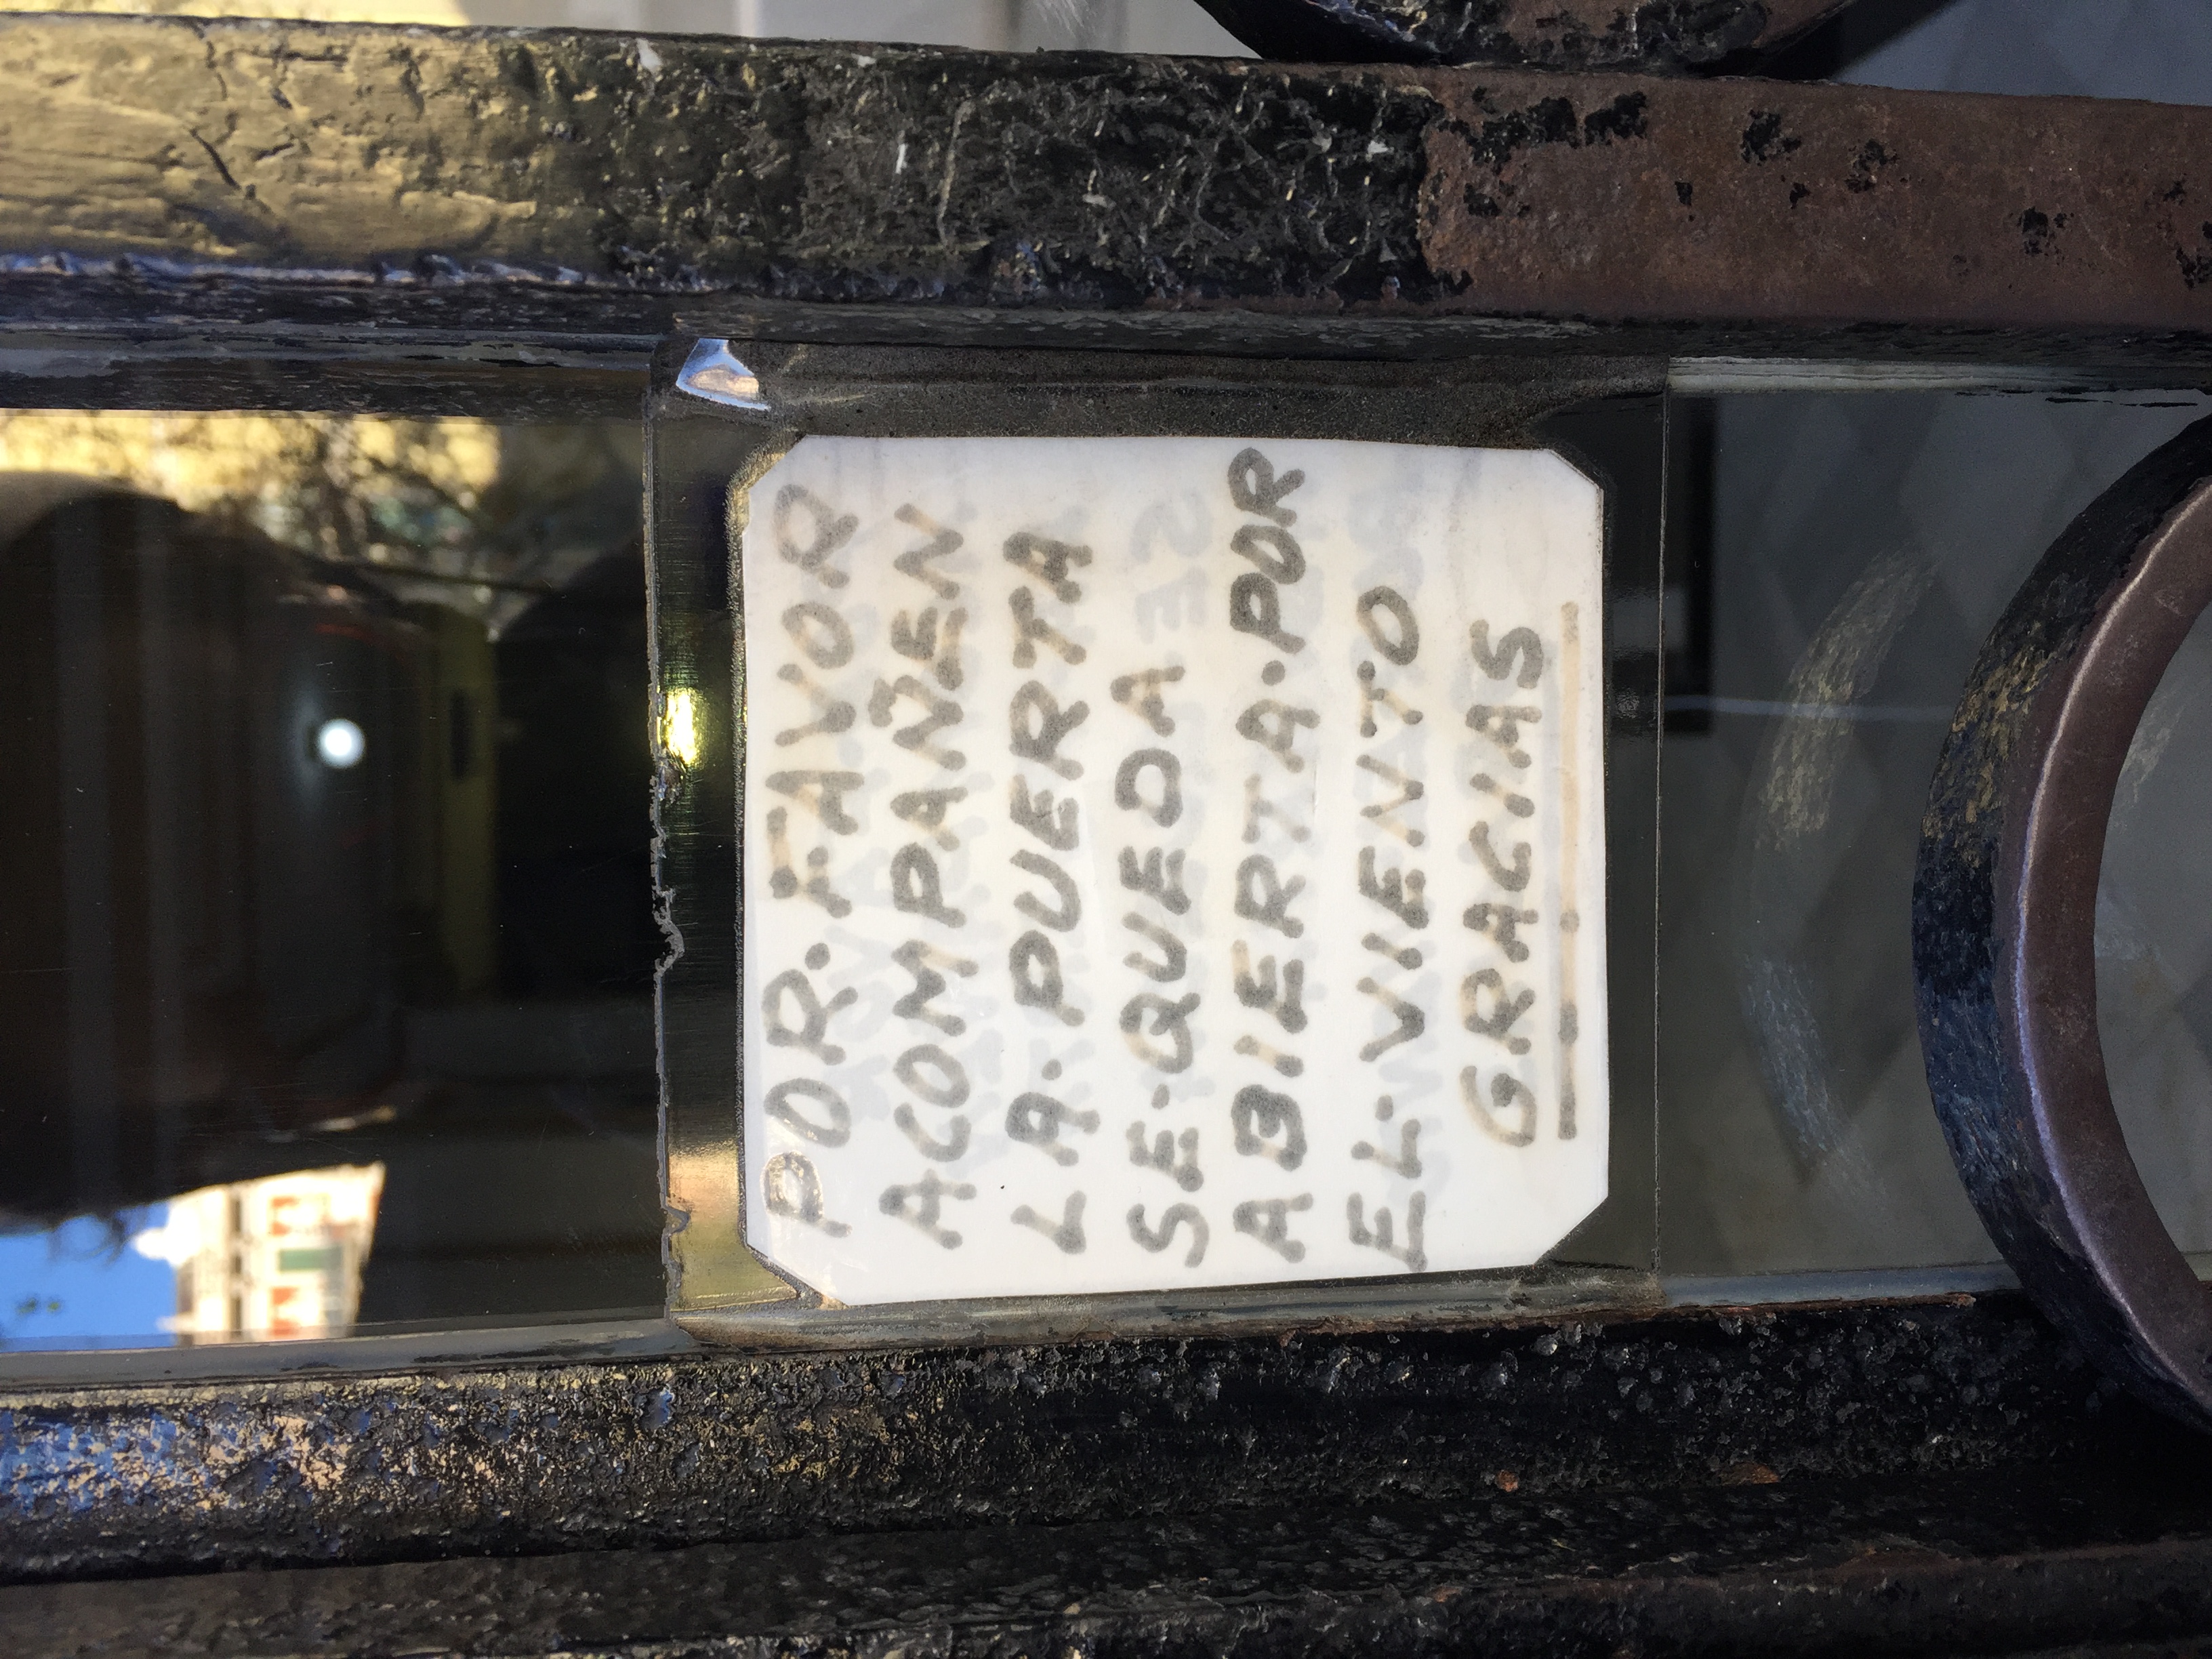 POR. FAVOR
ACOMPAÑEN
LA. PUERTA
SE. QUEDA
ABIERTA. POR
EL. VIENTO
GRACIAS